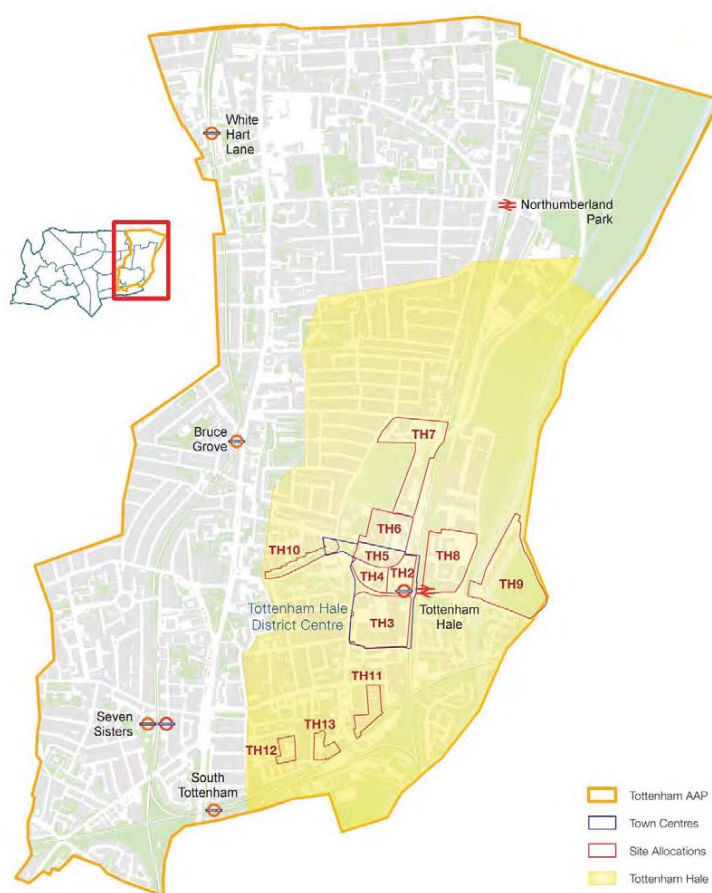 White
Hart
Lane
Northumberland
Park
Bruce
Grove
TH7
TH6
TH10
TH5
TH8
TH4
TH2
TH9
Tottenham Hale
District Centre
Tottenham
Hale
TH3
TH11
Seven
Sisters
TH13
TH12
South
Tottenham
Tottenham AAP
Town Centres
Site Allocations
Tottenham Hale